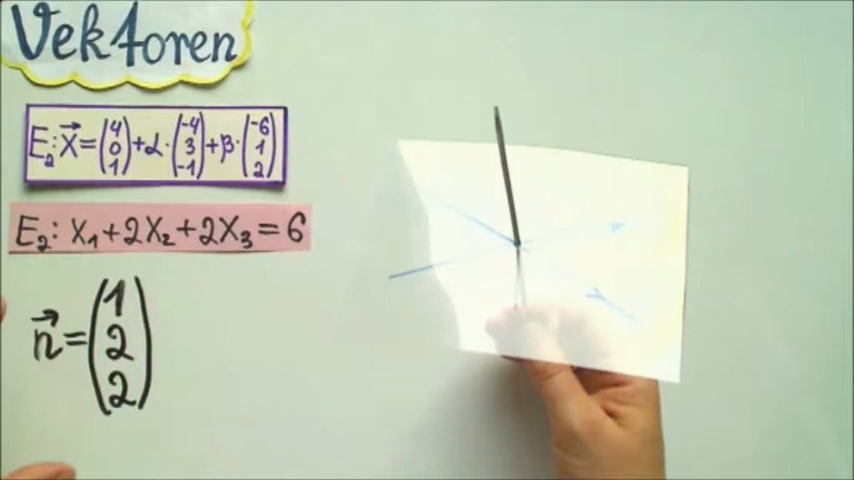 Vektoren
E₂: x⃗ = (4 0 1) + α · (-4 3 -1) + β · (-6 1 2)
E₂: x₁ + 2x₂ + 2x₃ = 6
n⃗ = (1 2 2)